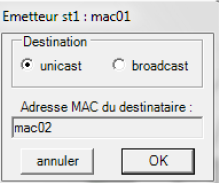 Emetteur st1 : mac01
Destination
unicast broadcast
Adresse MAC du destinataire :
mac02
annuler OK